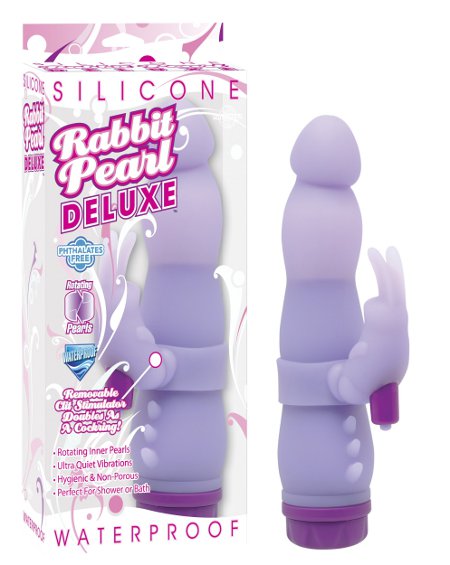 SILICONE
Rabbit
Pearl
DELUXE™
PHTHALATES
FREE
Rotating
Pearls
WATERPROOF
Removable
Clit Stimulator
Doubles As
A Cockring!
• Rotating Inner Pearls
• Ultra Quiet Vibrations
• Hygienic & Non-Porous
• Perfect For Shower or Bath
WATERPROOF